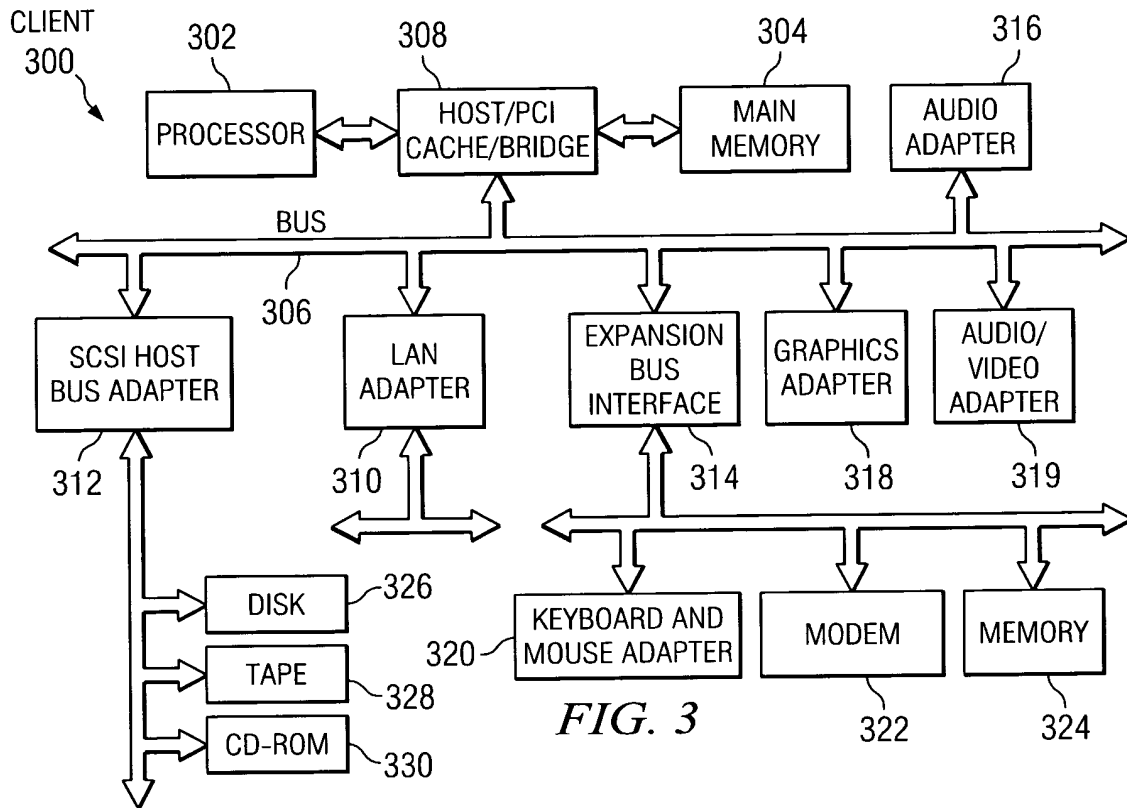 CLIENT
300
302
308
304
316
PROCESSOR
HOST/PCI
CACHE/BRIDGE
MAIN
MEMORY
AUDIO
ADAPTER
BUS
306
SCSI HOST
BUS ADAPTER
LAN
ADAPTER
EXPANSION
BUS
INTERFACE
GRAPHICS
ADAPTER
AUDIO/
VIDEO
ADAPTER
312
310
314
318
319
DISK
326
TAPE
328
CD-ROM
330
320
KEYBOARD AND
MOUSE ADAPTER
MODEM
MEMORY
322
324
FIG. 3